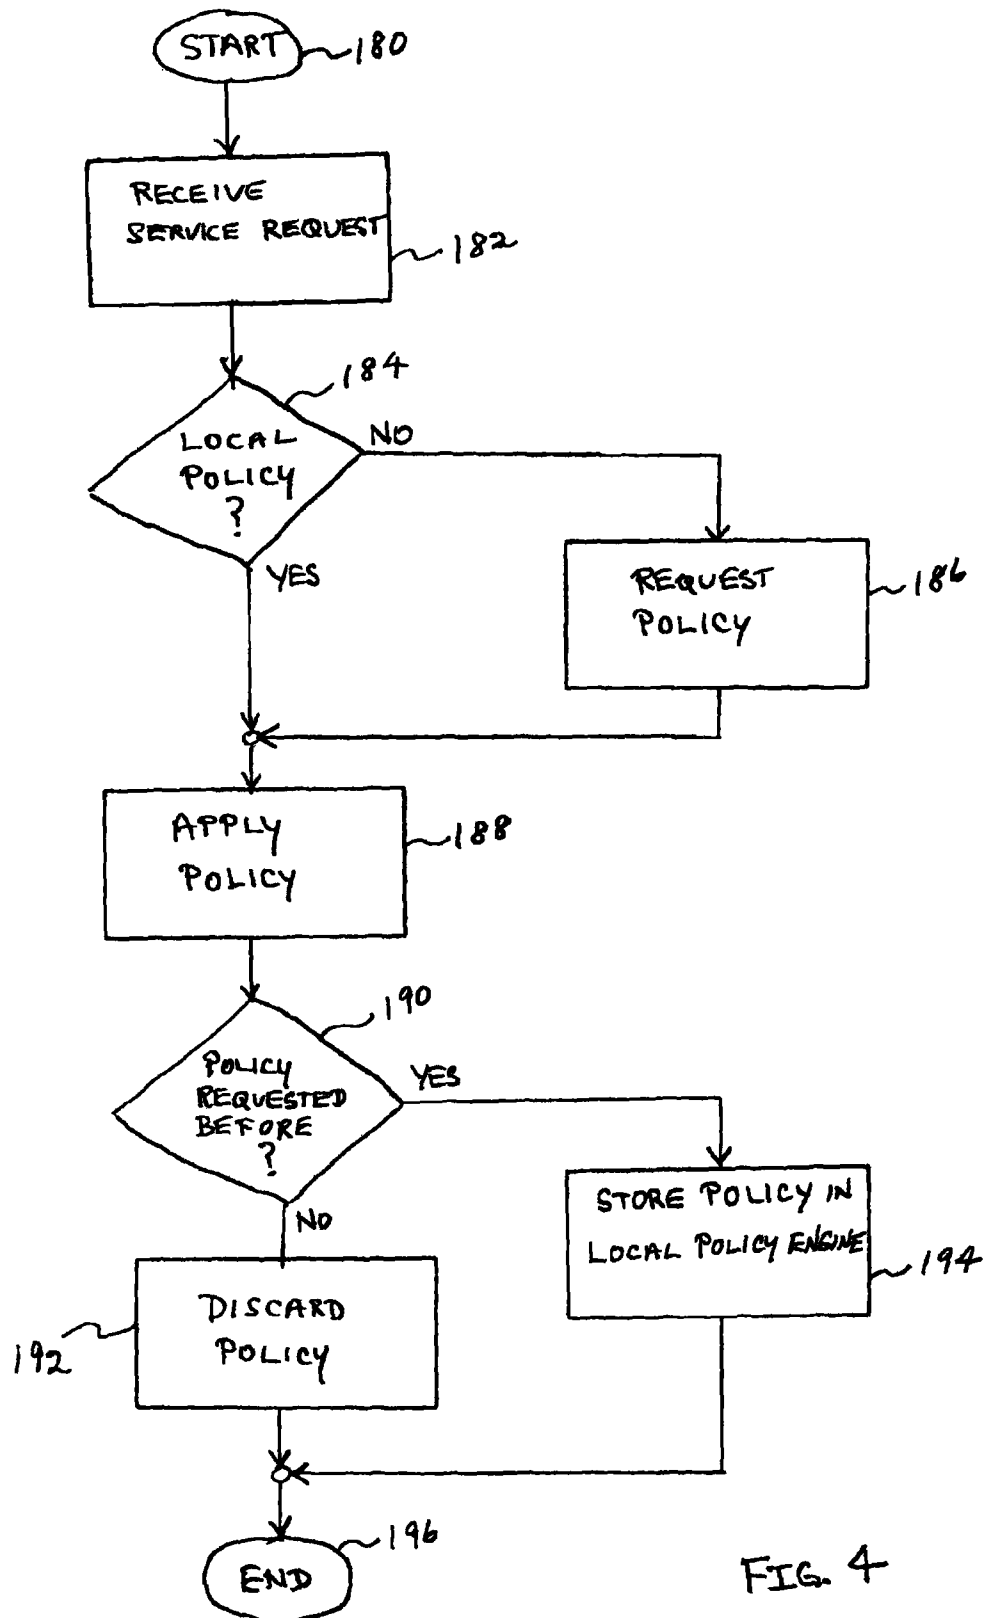 START
180
RECEIVE
SERVICE REQUEST
182
184
LOCAL
POLICY
?
NO
YES
REQUEST
POLICY
186
APPLY
POLICY
188
190
POLICY
REQUESTED
BEFORE
?
YES
NO
STORE POLICY IN
LOCAL POLICY ENGINE
194
DISCARD
POLICY
192
196
END
FIG. 4